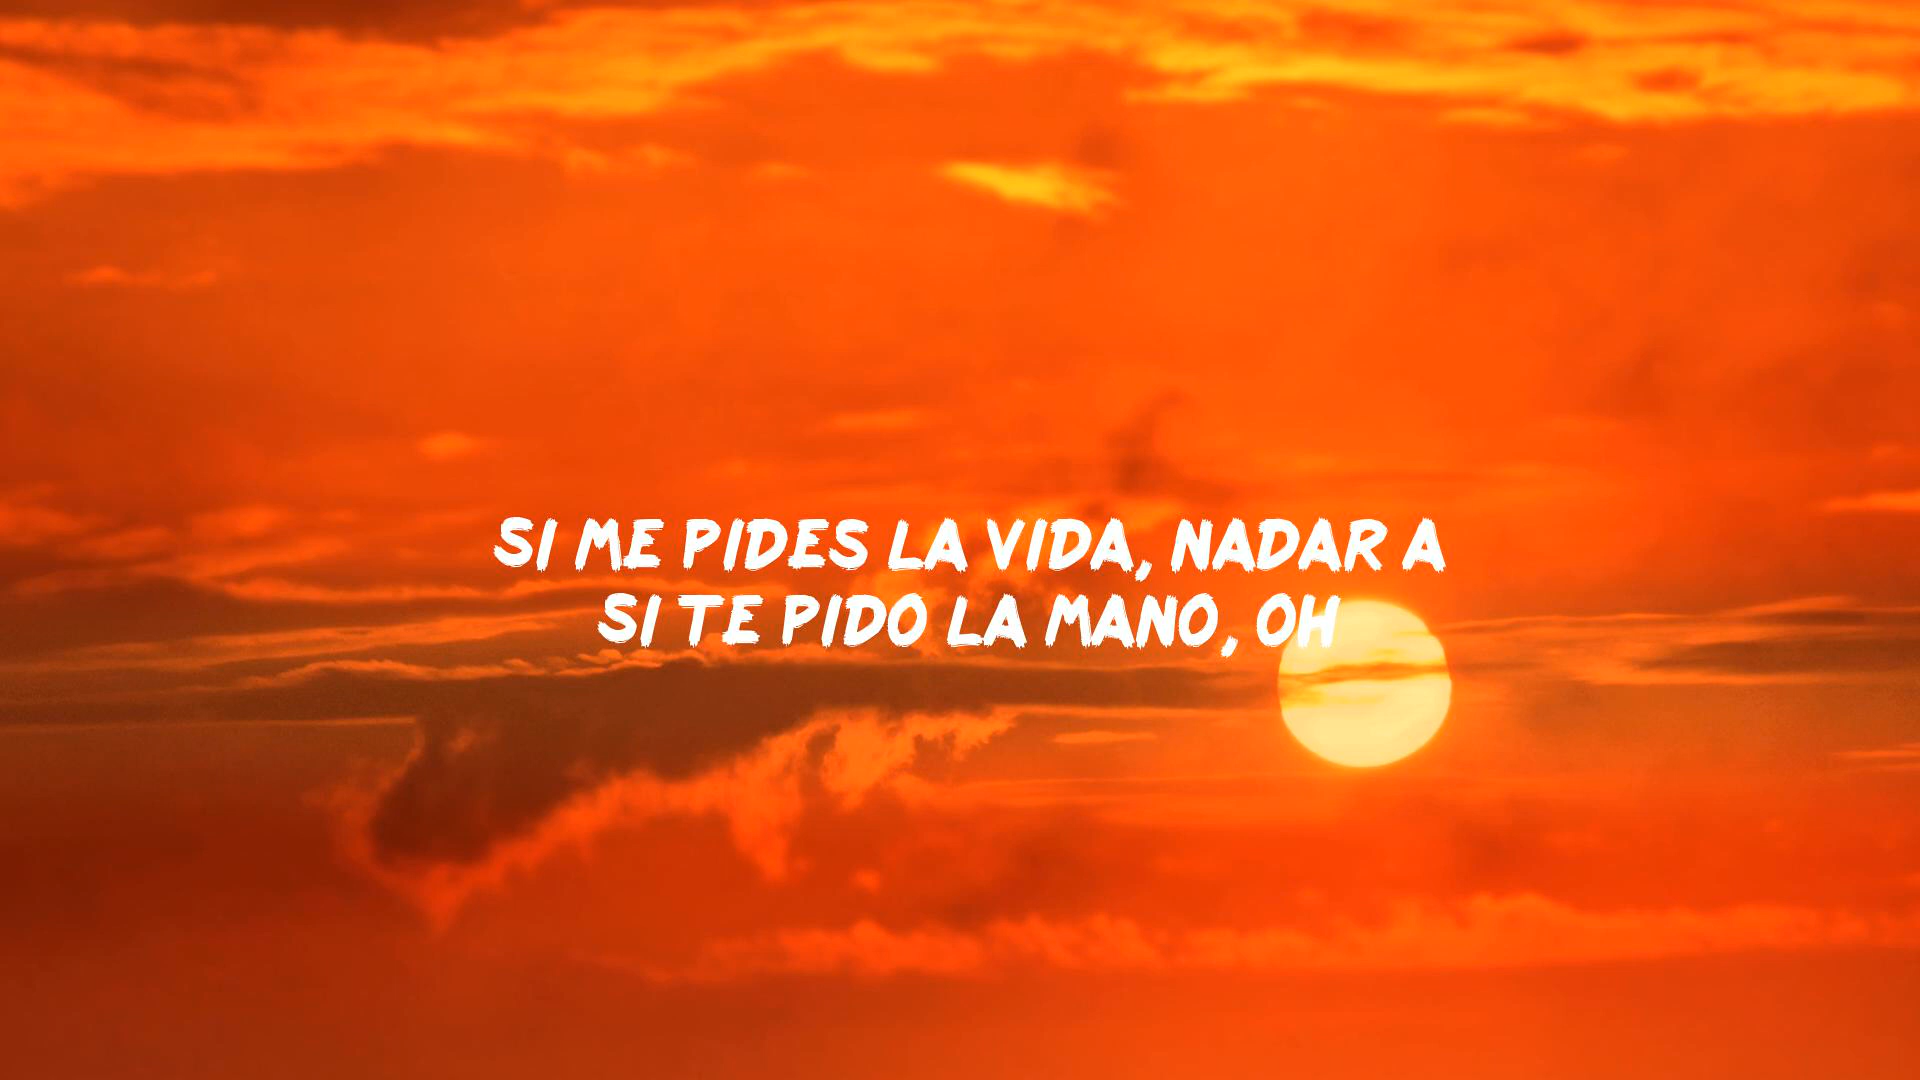 SI ME PIDES LA VIDA, NADAR A
SI TE PIDO LA MANO, OH